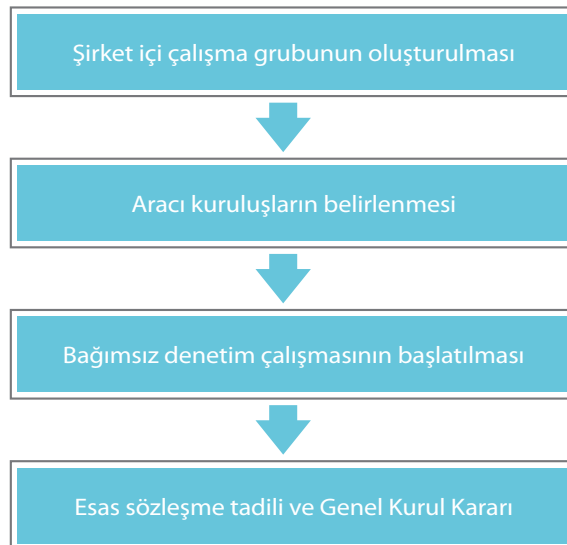 Şirket içi çalışma grubunun oluşturulması
Aracı kuruluşların belirlenmesi
Bağımsız denetim çalışmasının başlatılması
Esas sözleşme tadili ve Genel Kurul Kararı